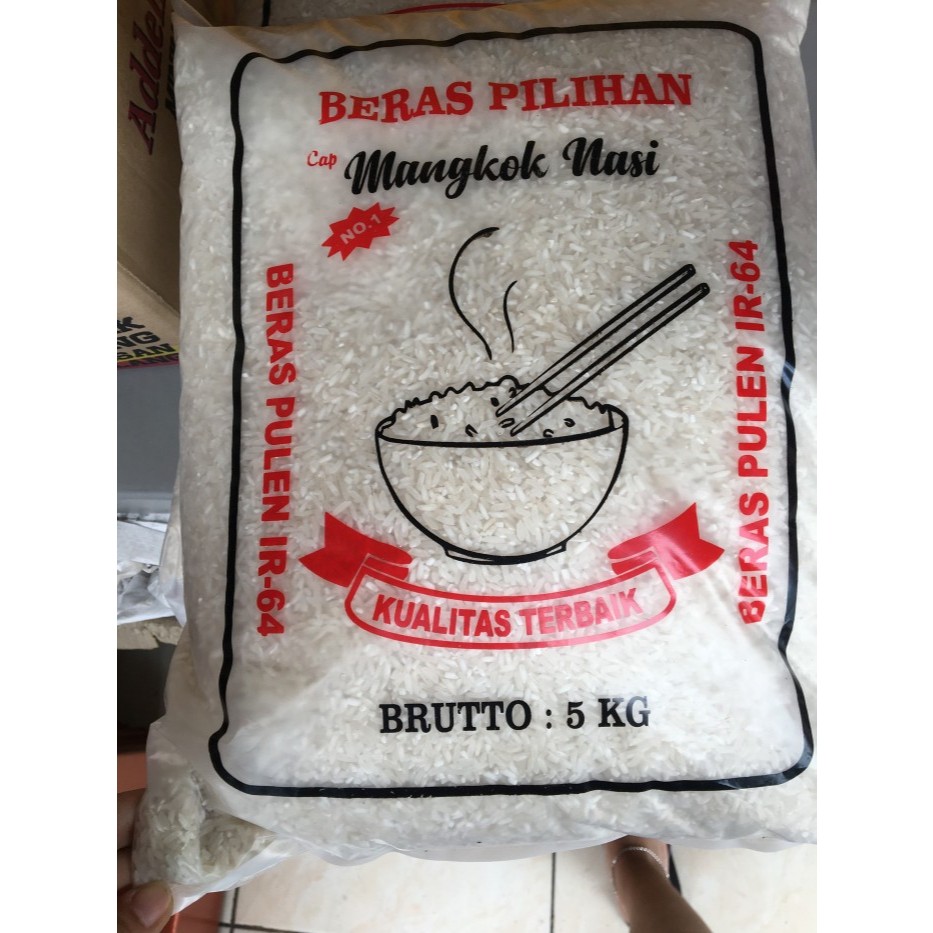 BERAS PILIHAN
Cap Mangkok Nasi
NO.1
BERAS PULEN IR-64
BERAS PULEN IR-64
KUALITAS TERBAIK
BRUTTO : 5 KG